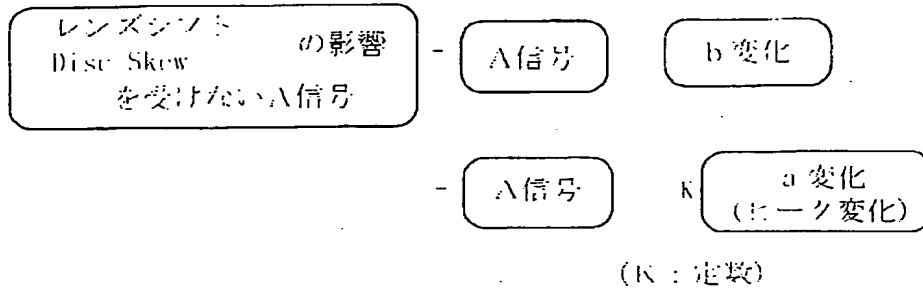 レンズシフト
Disc Skew の影響
を受けないA信号
- A信号 b変化
- A信号 K a変化
(ピーク変化)
(K:定数)